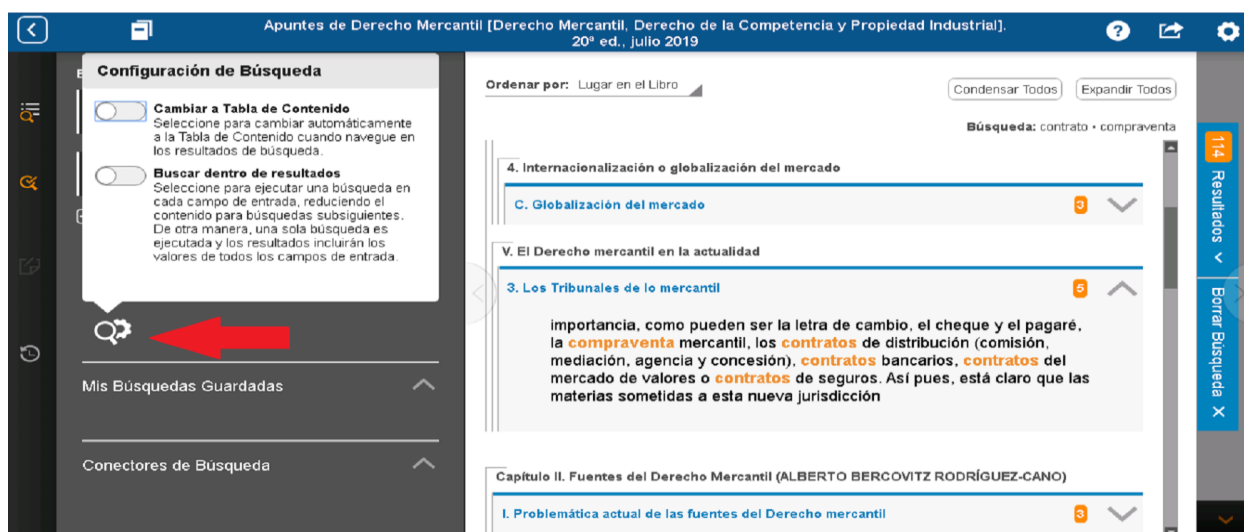 Apuntes de Derecho Mercantil [Derecho Mercantil, Derecho de la Competencia y Propiedad Industrial].
20ª ed., julio 2019
?
Configuración de Búsqueda
Cambiar a Tabla de Contenido
Seleccione para cambiar automáticamente
a la Tabla de Contenido cuando navegue en
los resultados de búsqueda.
Buscar dentro de resultados
Seleccione para ejecutar una búsqueda en
cada campo de entrada, reduciendo el
contenido para búsquedas subsiguientes.
De otra manera, una sola búsqueda es
ejecutada y los resultados incluirán los
valores de todos los campos de entrada.
Mis Búsquedas Guardadas
Conectores de Búsqueda
Ordenar por: Lugar en el Libro
Condensar Todos
Expandir Todos
Búsqueda: contrato • compraventa
4. Internacionalización o globalización del mercado
C. Globalización del mercado 3
V. El Derecho mercantil en la actualidad
3. Los Tribunales de lo mercantil 5
importancia, como pueden ser la letra de cambio, el cheque y el pagaré,
la compraventa mercantil, los contratos de distribución (comisión,
mediación, agencia y concesión), contratos bancarios, contratos del
mercado de valores o contratos de seguros. Así pues, está claro que las
materias sometidas a esta nueva jurisdicción
Capítulo II. Fuentes del Derecho Mercantil (ALBERTO BERCOVITZ RODRÍGUEZ-CANO)
I. Problemática actual de las fuentes del Derecho mercantil 3
114 Resultados
Borrar Búsqueda X